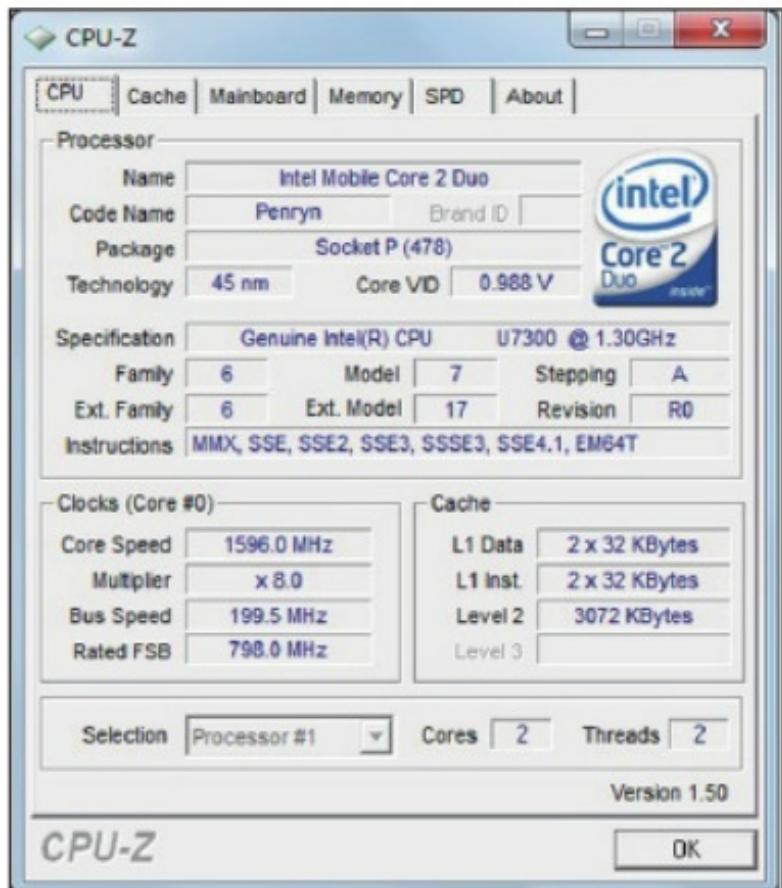 CPU-Z
CPU Cache Mainboard Memory SPD About
Processor
Name Intel Mobile Core 2 Duo
Code Name Penryn Brand ID
Package Socket P (478)
Technology 45 nm Core VID 0.988 V
intel
Core™2
Duo
inside™
Specification Genuine Intel(R) CPU U7300 @ 1.30GHz
Family 6 Model 7 Stepping A
Ext. Family 6 Ext. Model 17 Revision R0
Instructions MMX, SSE, SSE2, SSE3, SSSE3, SSE4.1, EM64T
Clocks (Core #0)
Core Speed 1596.0 MHz
Multiplier x 8.0
Bus Speed 199.5 MHz
Rated FSB 798.0 MHz
Cache
L1 Data 2 x 32 KBytes
L1 Inst. 2 x 32 KBytes
Level 2 3072 KBytes
Level 3
Selection Processor #1 Cores 2 Threads 2
Version 1.50
CPU-Z OK